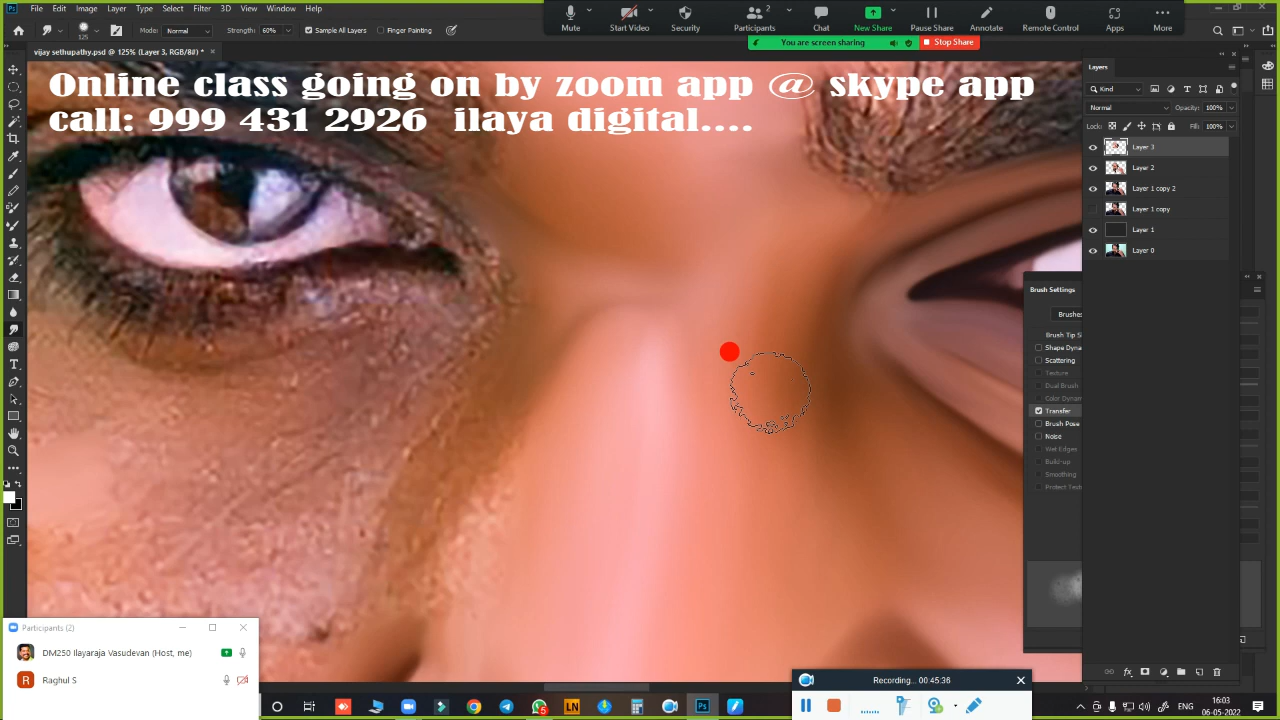 File Edit Image Layer Type Select Filter 3D View Window Help
Mode: Normal Strength: 60% Sample All Layers Finger Painting
125
vijay sethupathy.psd @ 125% (Layer 3, RGB/8#) *
Mute Start Video Security Participants 2 Chat New Share Pause Share Annotate Remote Control Apps More
You are screen sharing Stop Share
Online class going on by zoom app @ skype app
call: 999 431 2926 ilaya digital....
Layers
Kind
Normal Opacity: 100%
Lock: Fill: 100%
Layer 3
Layer 2
Layer 1 copy 2
Layer 1 copy
Layer 1
Layer 0
Brush Settings
Brushes
Brush Tip S
Shape Dyna
Scattering
Texture
Dual Brush
Color Dynam
Transfer
Brush Pose
Noise
Wet Edges
Build-up
Smoothing
Protect Text
Participants (2)
DM250 Ilayaraja Vasudevan (Host, me)
R Raghul S
Recording... 00:45:36
5
LN
Ps
ENG
16:03
06-05-2022